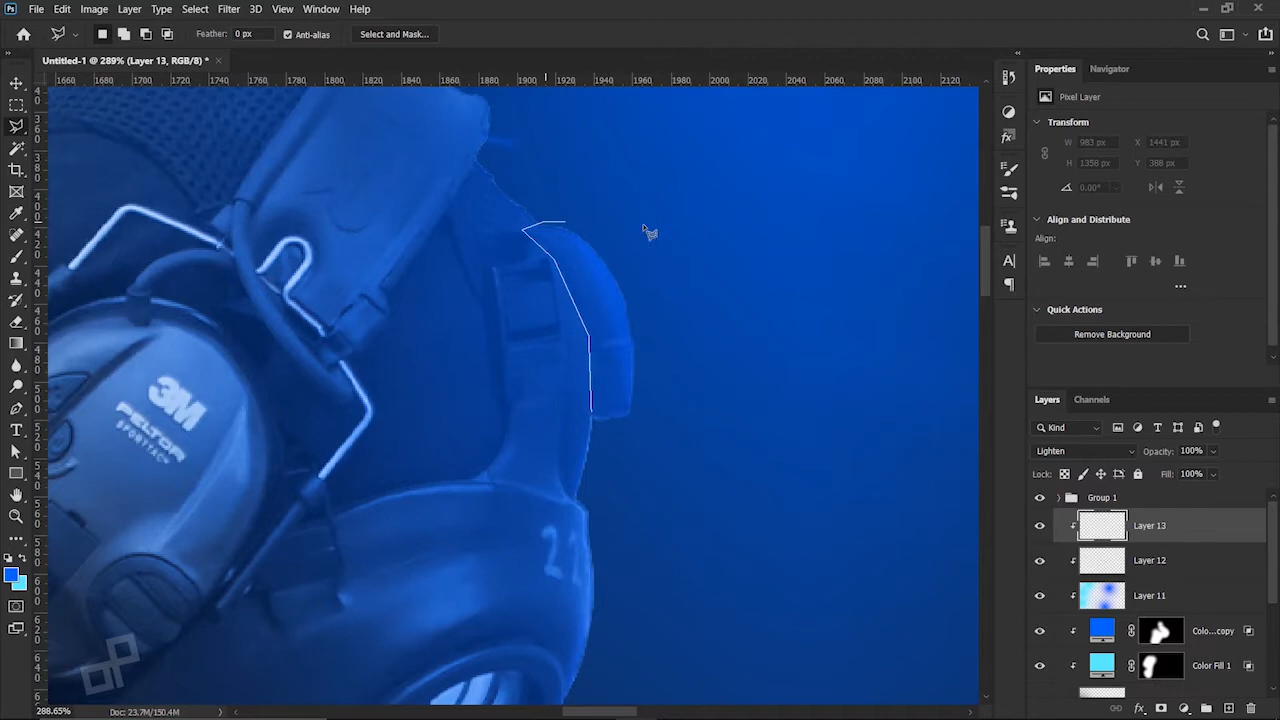 Ps File Edit Image Layer Type Select Filter 3D View Window Help
Feather: 0 px Anti-alias Select and Mask...
Untitled-1 @ 289% (Layer 13, RGB/8) * ×
1660 1680 1700 1720 1740 1760 1780 1800 1820 1840 1860 1880 1900 1920 1940 1960 1980 2000 2020 2040 2060 2080 2100 2120
Properties Navigator
Pixel Layer
Transform
W 983 px X 1441 px
H 1358 px Y 388 px
0.00°
Align and Distribute
Align:
Quick Actions
Remove Background
Layers Channels
Kind
Lighten Opacity: 100%
Lock: Fill: 100%
Group 1
Layer 13
Layer 12
Layer 11
Colo...copy
Color Fill 1
3M
PELTOR
SPORTTAC
21
288.65% Doc: 23.7M/150.4M